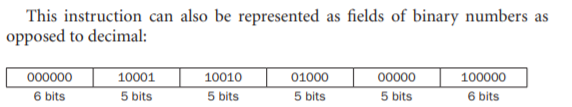 This instruction can also be represented as fields of binary numbers as
opposed to decimal:
000000 10001 10010 01000 00000 100000
6 bits 5 bits 5 bits 5 bits 5 bits 6 bits